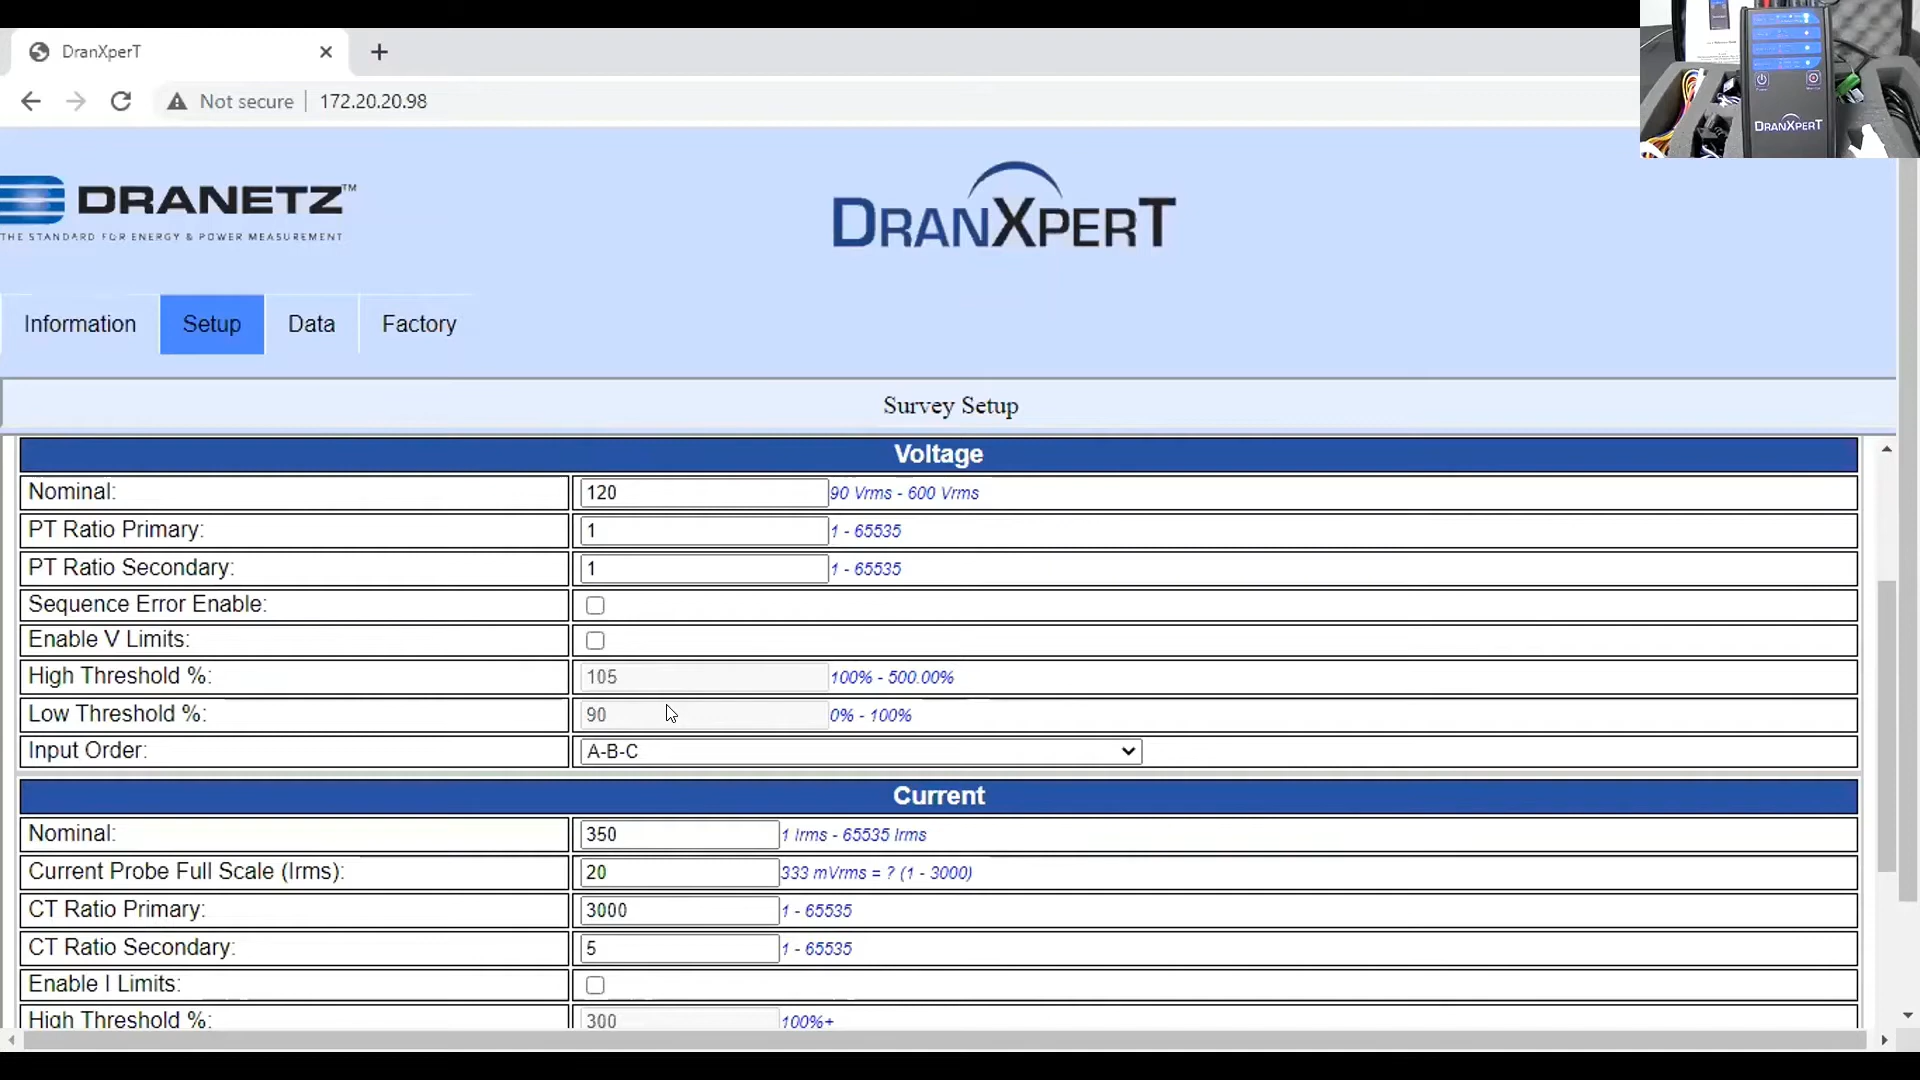 DranXperT
Not secure
172.20.20.98
DRANETZ™
THE STANDARD FOR ENERGY & POWER MEASUREMENT
DRANXPERT
DRANXPERT
Information
Setup
Data
Factory
Survey Setup
Voltage
Nominal: 120 90 Vrms - 600 Vrms
PT Ratio Primary: 1 1 - 65535
PT Ratio Secondary: 1 1 - 65535
Sequence Error Enable:
Enable V Limits:
High Threshold %: 105 100% - 500.00%
Low Threshold %: 90 0% - 100%
Input Order: A-B-C
Current
Nominal: 350 1 Irms - 65535 Irms
Current Probe Full Scale (Irms): 20 333 mVrms = ? (1 - 3000)
CT Ratio Primary: 3000 1 - 65535
CT Ratio Secondary: 5 1 - 65535
Enable I Limits:
High Threshold %: 300 100%+